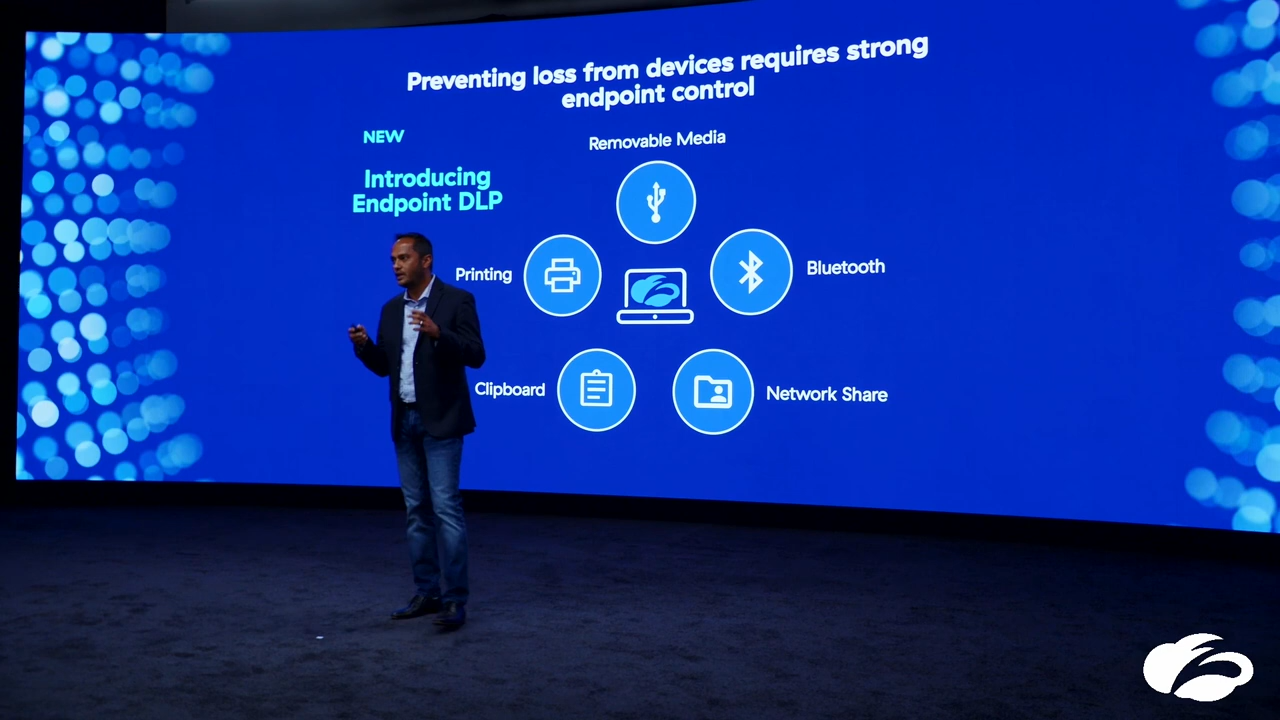 Preventing loss from devices requires strong
endpoint control
NEW
Introducing
Endpoint DLP
Removable Media
Printing
Bluetooth
Clipboard
Network Share